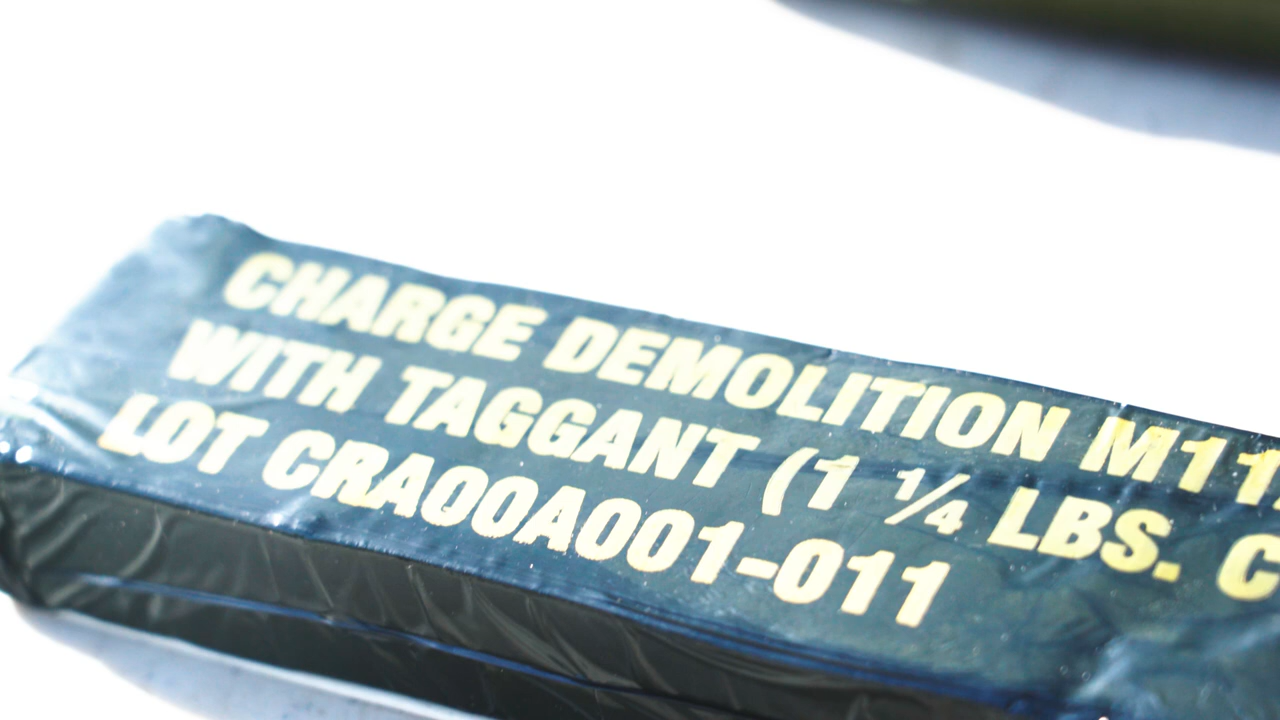 CHARGE DEMOLITION M11
WITH TAGGANT (1 ¼ LBS. C
LOT CRA00A001-011